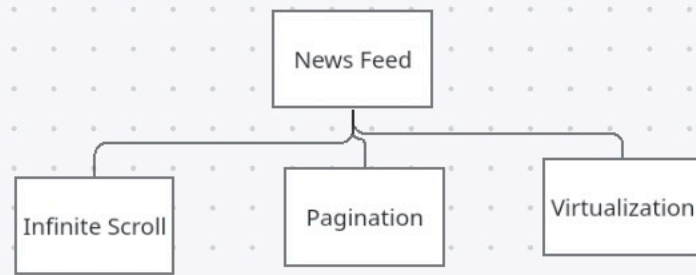 News Feed
Infinite Scroll
Pagination
Virtualization